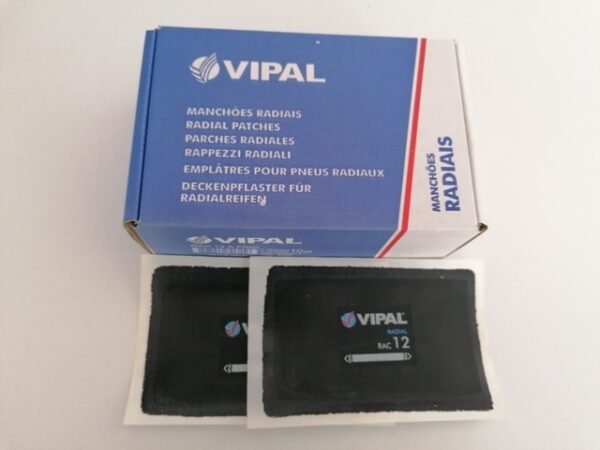 VIPAL
MANCHÕES RADIAIS
RADIAL PATCHES
PARCHES RADIALES
RAPPEZZI RADIALI
EMPLÂTRES POUR PNEUS RADIAUX
DECKENPFLASTER FÜR
RADIALREIFEN
MANCHÕES
RADIAIS
VIPAL
VIPAL
RADIAL
RAC 12